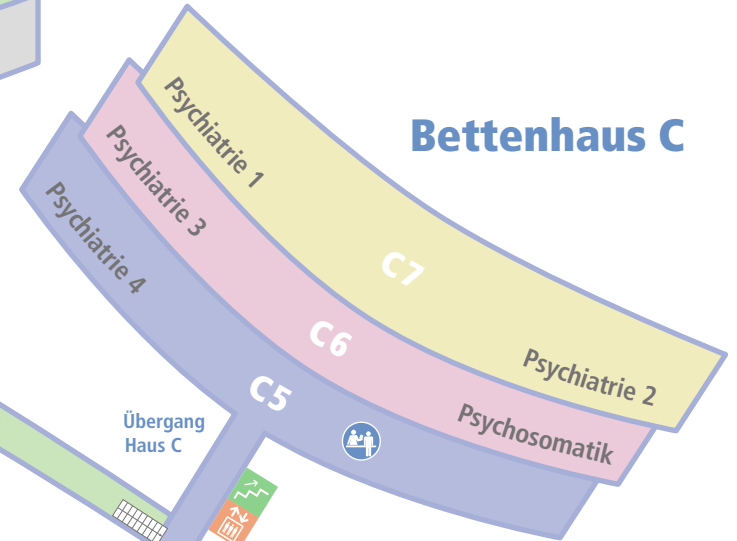 Bettenhaus C
Psychiatrie 1
C7
Psychiatrie 2
Psychiatrie 3
C6
Psychosomatik
Psychiatrie 4
C5
Übergang
Haus C